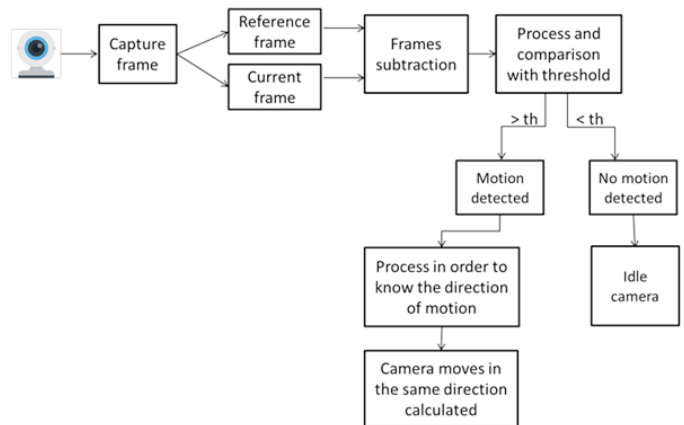 Capture
frame
Reference
frame
Current
frame
Frames
subtraction
Process and
comparison
with threshold
> th
< th
Motion
detected
No motion
detected
Process in order to
know the direction
of motion
Idle
camera
Camera moves in
the same direction
calculated